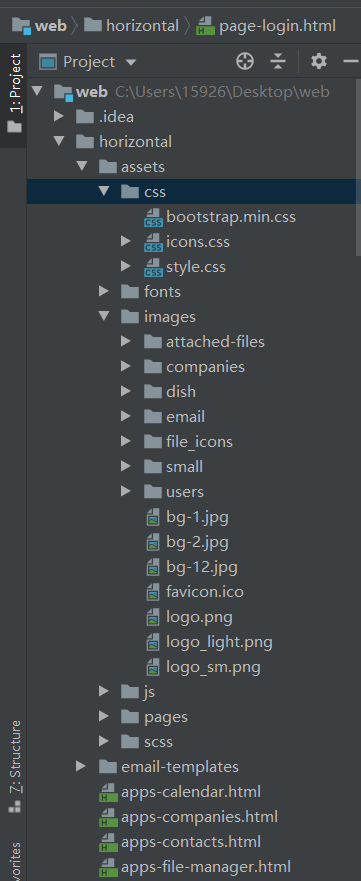 web horizontal page-login.html
1: Project
Project
web C:\Users\15926\Desktop\web
.idea
horizontal
assets
css
bootstrap.min.css
icons.css
style.css
fonts
images
attached-files
companies
dish
email
file_icons
small
users
bg-1.jpg
bg-2.jpg
bg-12.jpg
favicon.ico
logo.png
logo_light.png
logo_sm.png
js
pages
scss
email-templates
apps-calendar.html
apps-companies.html
apps-contacts.html
apps-file-manager.html
7: Structure
vorites